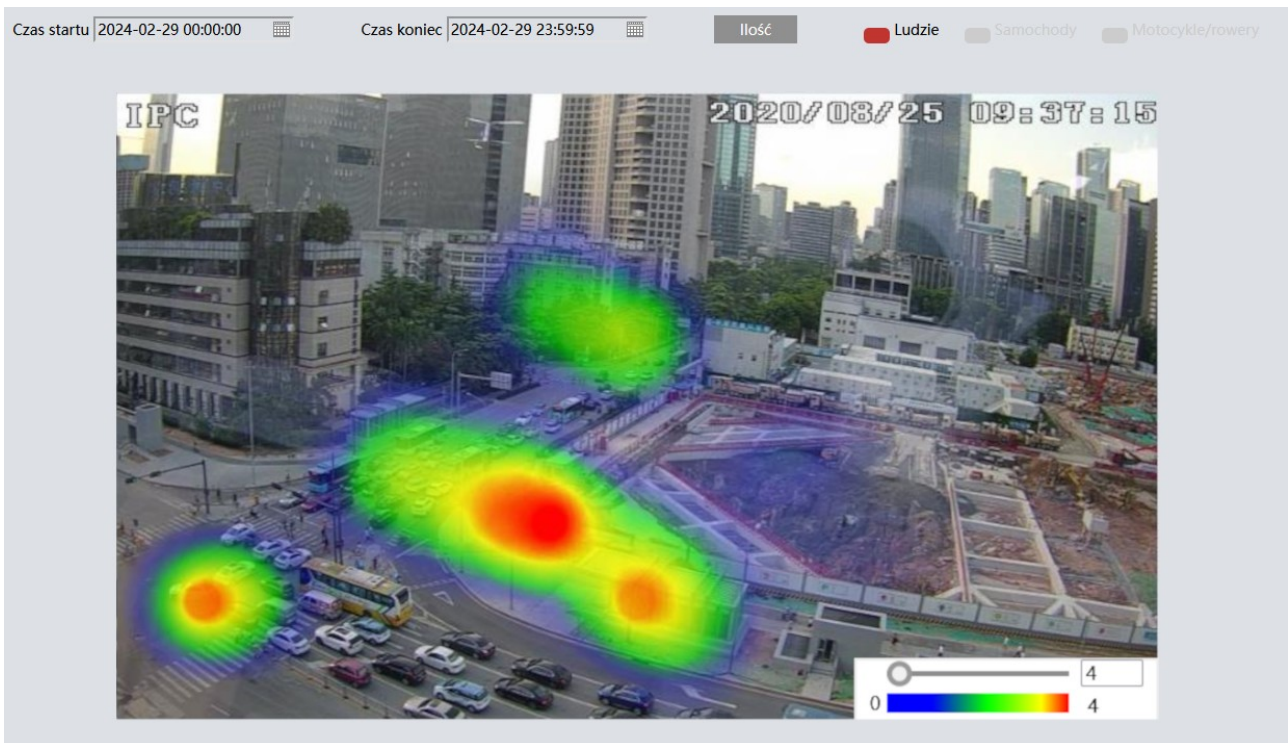 Czas startu 2024-02-29 00:00:00 Czas koniec 2024-02-29 23:59:59 Ilość Ludzie Samochody Motocykle/rowery
IPC 2020/08/25 09:37:15
4
0 4